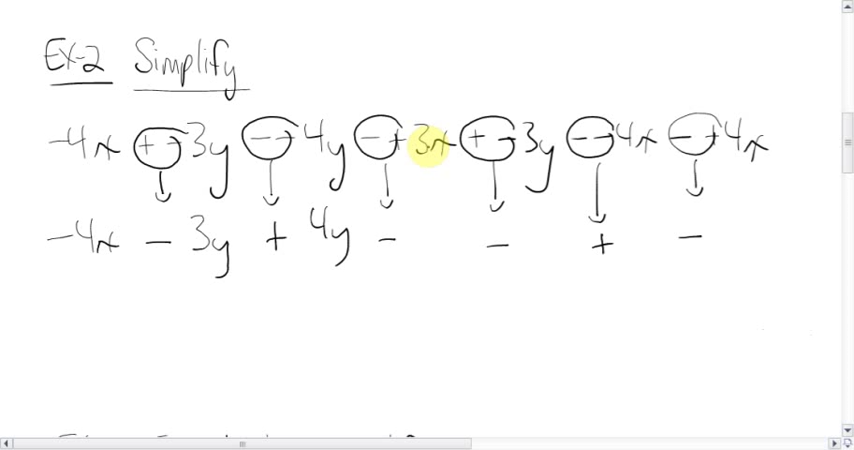 Ex-2 Simplify
-4x + -3y - -4y - +3x + -3y - -4x - +4x
-4x - 3y + 4y - - + -